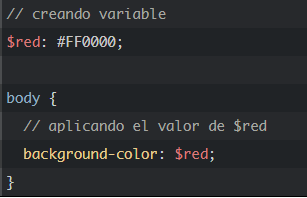 // creando variable
$red: #FF0000;
body {
// aplicando el valor de $red
background-color: $red;
}